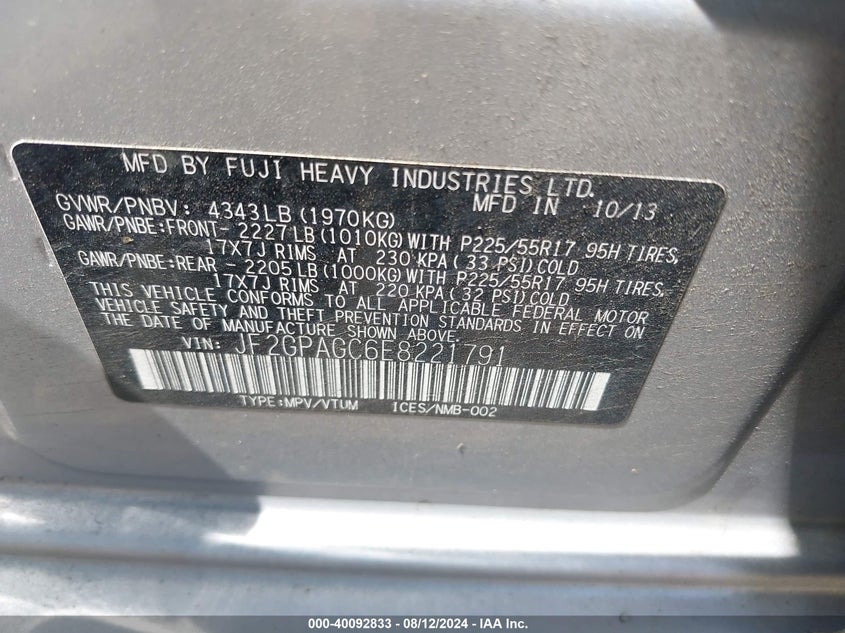 MFD BY FUJI HEAVY INDUSTRIES LTD.
MFD IN 10/13
GVWR/PNBV: 4343LB (1970KG)
GAWR/PNBE:FRONT- 2227LB (1010KG) WITH P225/55R17 95H TIRES,
17X7J RIMS AT 230 KPA( 33 PSI) COLD
GAWR/PNBE:REAR - 2205LB (1000KG) WITH P225/55R17 95H TIRES,
17X7J RIMS AT 220 KPA( 32 PSI) COLD
THIS VEHICLE CONFORMS TO ALL APPLICABLE FEDERAL MOTOR
VEHICLE SAFETY AND THEFT PREVENTION STANDARDS IN EFFECT ON
THE DATE OF MANUFACTURE SHOWN ABOVE.
VIN: JF2GPAGC6E8221791
TYPE:MPV/VTUM ICES/NMB-002
000-40092833 - 08/12/2024 - IAA Inc.